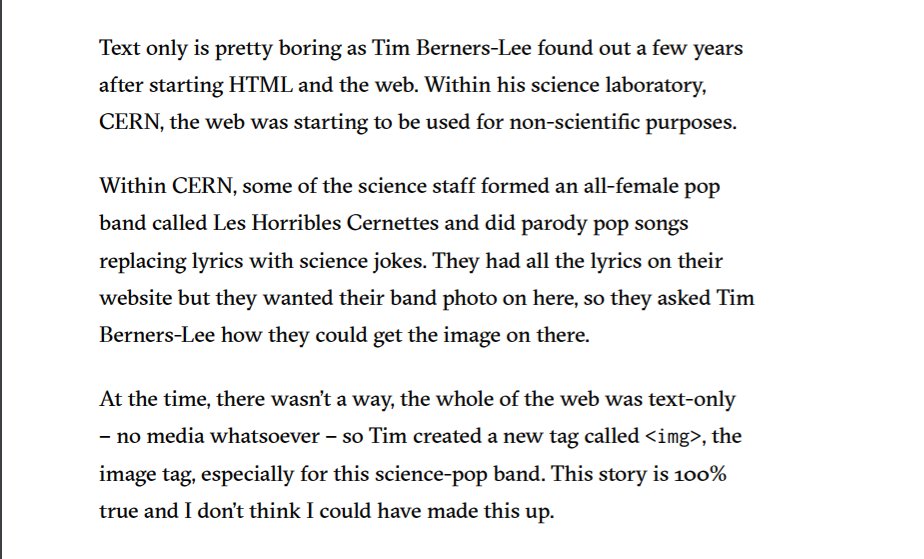 Text only is pretty boring as Tim Berners-Lee found out a few years
after starting HTML and the web. Within his science laboratory,
CERN, the web was starting to be used for non-scientific purposes.
Within CERN, some of the science staff formed an all-female pop
band called Les Horribles Cernettes and did parody pop songs
replacing lyrics with science jokes. They had all the lyrics on their
website but they wanted their band photo on here, so they asked Tim
Berners-Lee how they could get the image on there.
At the time, there wasn’t a way, the whole of the web was text-only
– no media whatsoever – so Tim created a new tag called <img>, the
image tag, especially for this science-pop band. This story is 100%
true and I don’t think I could have made this up.